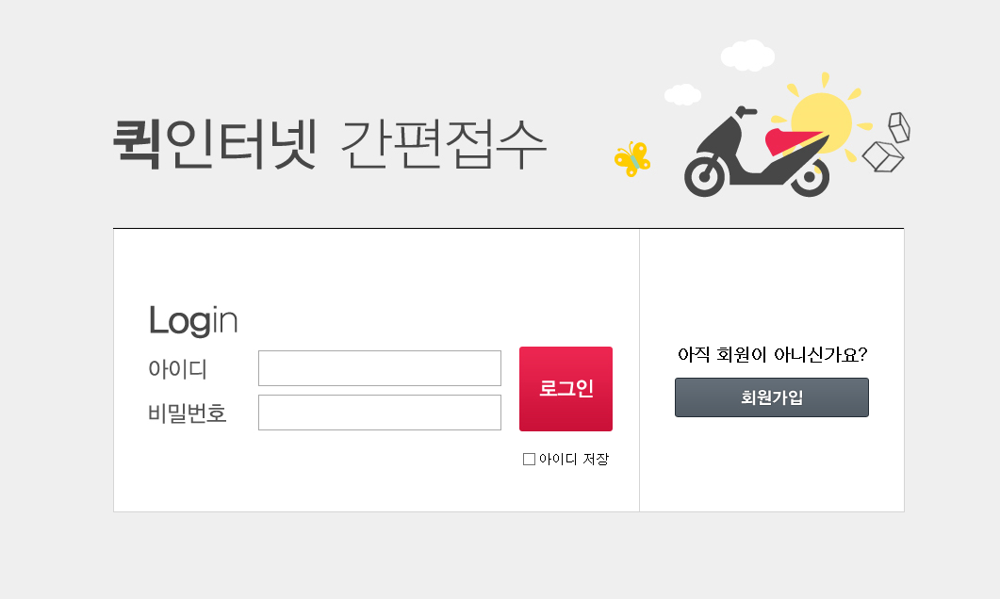 퀵인터넷 간편접수
Login
아이디
비밀번호
로그인
아이디 저장
아직 회원이 아니신가요?
회원가입